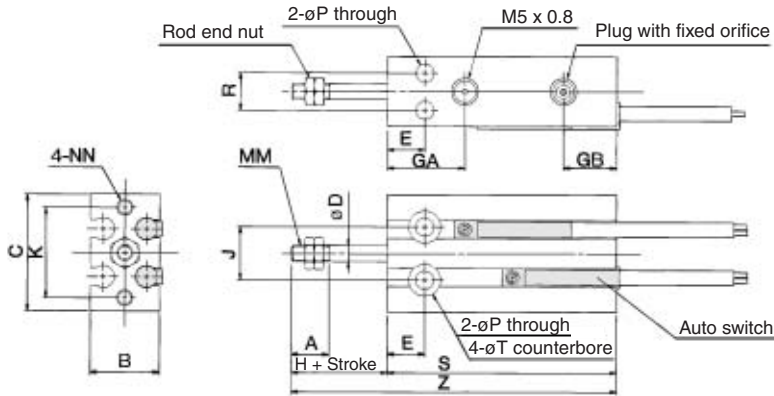 2-øP through
M5 x 0.8
Rod end nut
Plug with fixed orifice
R
E
GA
GB
4-NN
MM
øD
C
K
J
A
E
B
2-øP through
4-øT counterbore
Auto switch
H + Stroke
S
Z